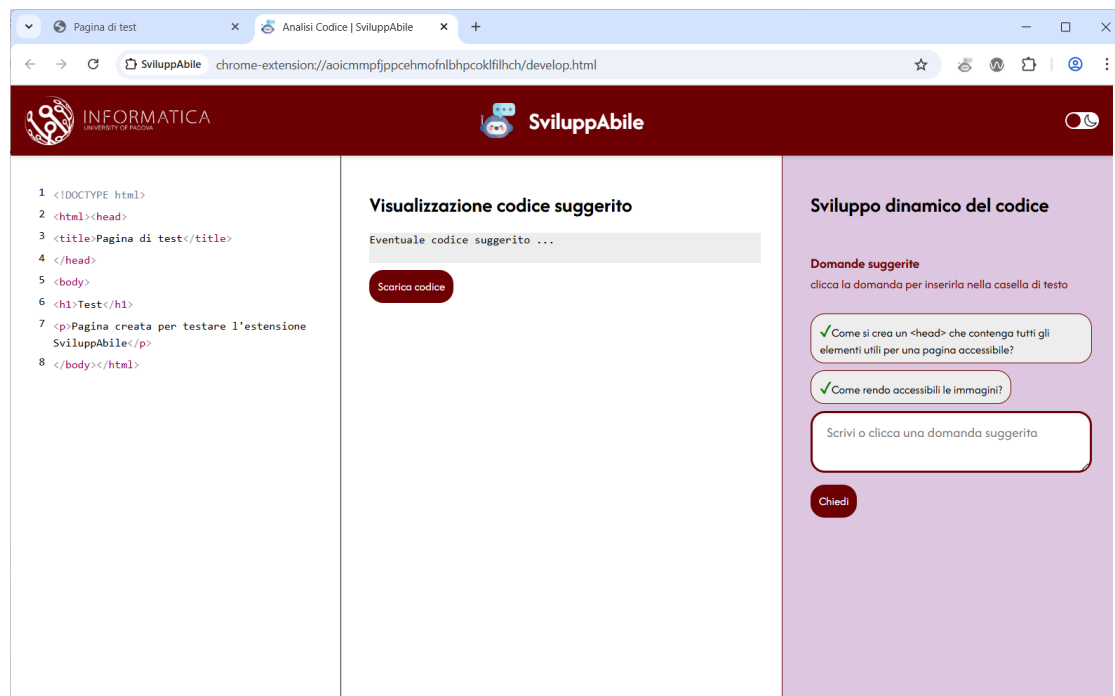 Pagina di test
Analisi Codice | SviluppAbile
SviluppAbile
chrome-extension://aoicmmpfjppcehmofnlbhpcoklfilhch/develop.html
INFORMATICA
UNIVERSITY OF PADOVA
SviluppAbile
1 <!DOCTYPE html>
2 <html><head>
3 <title>Pagina di test</title>
4 </head>
5 <body>
6 <h1>Test</h1>
7 <p>Pagina creata per testare l'estensione
SviluppAbile</p>
8 </body></html>
Visualizzazione codice suggerito
Eventuale codice suggerito ...
Scarica codice
Sviluppo dinamico del codice
Domande suggerite
clicca la domanda per inserirla nella casella di testo
✓Come si crea un <head> che contenga tutti gli
elementi utili per una pagina accessibile?
✓Come rendo accessibili le immagini?
Scrivi o clicca una domanda suggerita
Chiedi